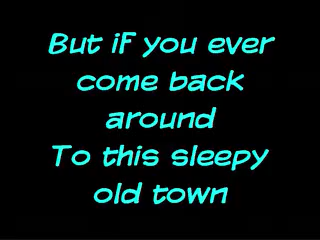 But if you ever
come back
around
To this sleepy
old town